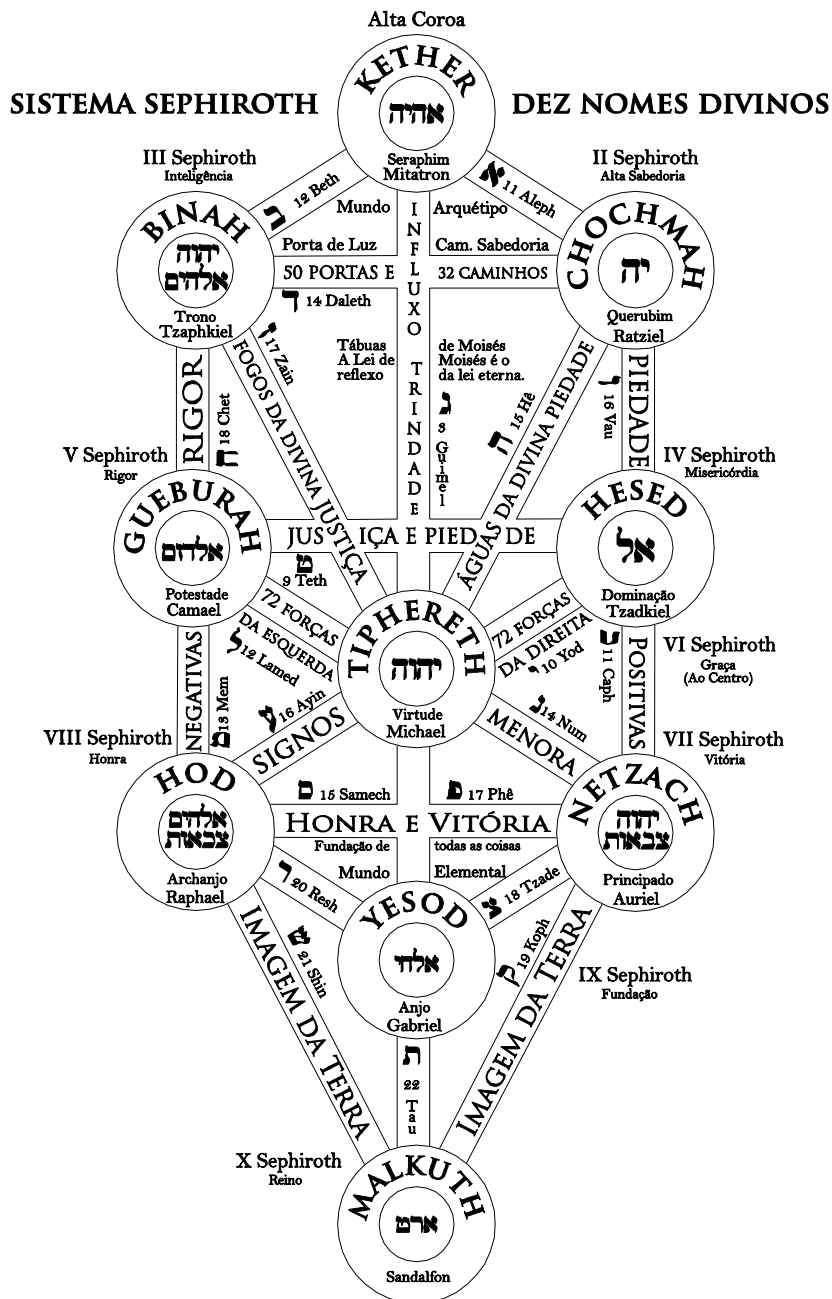 Alta Coroa
KETHER
אהיה
Seraphim
Mitatron
SISTEMA SEPHIROTH
DEZ NOMES DIVINOS
III Sephiroth
Inteligência
II Sephiroth
Alta Sabedoria
ב 12 Beth
א 11 Aleph
Mundo
Arquétipo
INFLUXO TRINDADE
BINAH
יהוה
אלהים
Trono
Tzaphkiel
CHOCHMAH
יה
Querubim
Ratziel
Porta de Luz
Cam. Sabedoria
50 PORTAS E
32 CAMINHOS
ד 14 Daleth
ז 17 Zain
FOGOS DA DIVINA JUSTIÇA
Tábuas
A Lei de
reflexo
de Moisés
Moisés é o
da lei eterna.
ג
3 Guimel
ה 15 Hê
ÁGUAS DA DIVINA PIEDADE
ו 16 Vau
PIEDADE
RIGOR
ח 18 Chet
V Sephiroth
Rigor
IV Sephiroth
Misericórdia
GUEBURAH
אלהים
Potestade
Camael
HESED
אל
Dominação
Tzadkiel
JUS IÇA E PIED DE
ט
9 Teth
72 FORÇAS
DA ESQUERDA
ל 12 Lamed
72 FORÇAS
DA DIREITA
י 10 Yod
11 Caph
POSITIVAS
NEGATIVAS
מ 13 Mem
TIPHERETH
יהוה
Virtude
Michael
VI Sephiroth
Graça
(Ao Centro)
ע 16 Ayin
SIGNOS
נ 14 Num
MENORA
VIII Sephiroth
Honra
VII Sephiroth
Vitória
HOD
אלהים
צבאות
Archanjo
Raphael
NETZACH
יהוה
צבאות
Principado
Auriel
ס 15 Samech
פ 17 Phê
HONRA E VITÓRIA
Fundação de
todas as coisas
Mundo
Elemental
ר 20 Resh
צ 18 Tzade
YESOD
אלחי
Anjo
Gabriel
ש 21 Shin
ק 19 Koph
IMAGEM DA TERRA
IMAGEM DA TERRA
IX Sephiroth
Fundação
ת
22
Tau
X Sephiroth
Reino
MALKUTH
Sandalfon